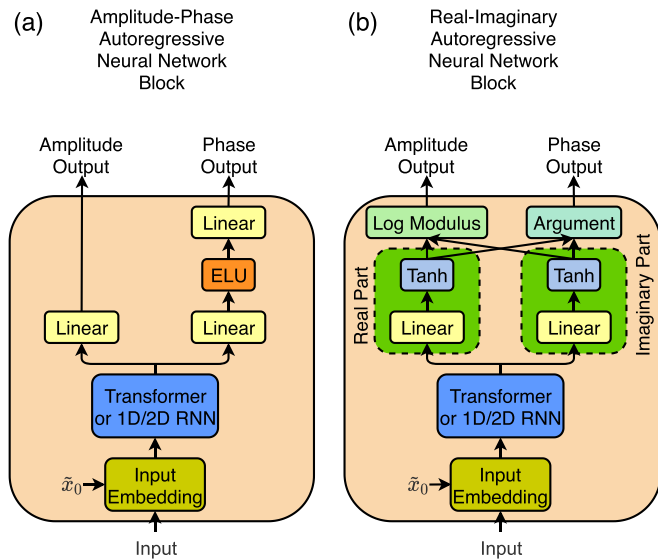 (a)
Amplitude-Phase
Autoregressive
Neural Network
Block
Amplitude
Output
Phase
Output
Linear
ELU
Linear
Linear
Transformer
or 1D/2D RNN
x̃₀
Input
Embedding
Input
(b)
Real-Imaginary
Autoregressive
Neural Network
Block
Amplitude
Output
Phase
Output
Log Modulus
Argument
Real Part
Tanh
Tanh
Imaginary Part
Linear
Linear
Transformer
or 1D/2D RNN
x̃₀
Input
Embedding
Input